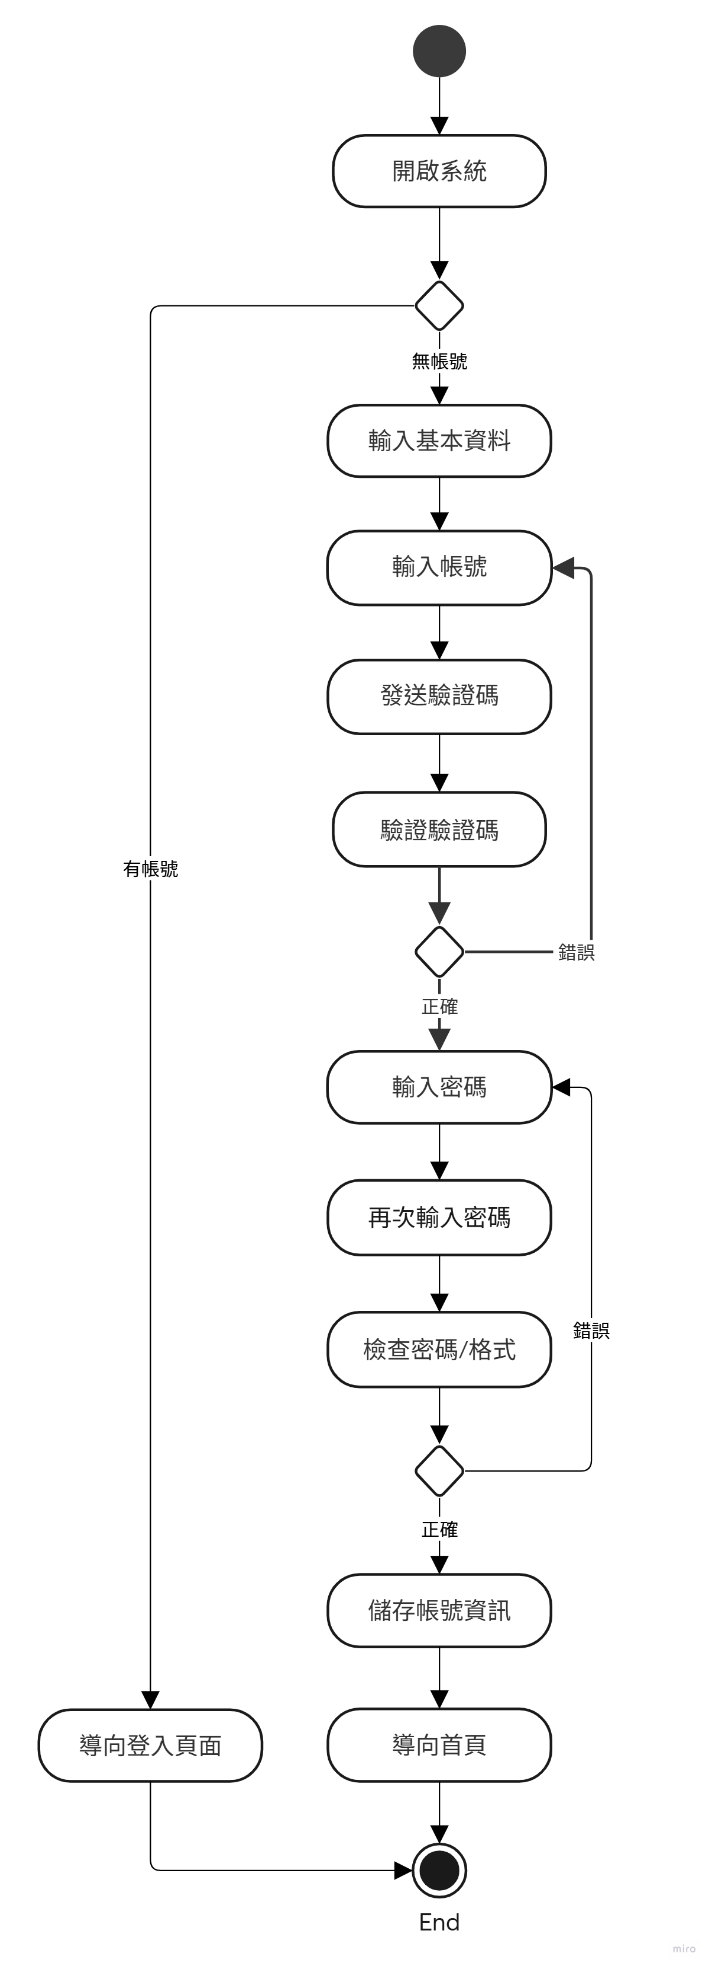 開啟系統
無帳號
輸入基本資料
輸入帳號
發送驗證碼
驗證驗證碼
有帳號
錯誤
正確
輸入密碼
再次輸入密碼
檢查密碼/格式
錯誤
正確
儲存帳號資訊
導向登入頁面
導向首頁
End
miro